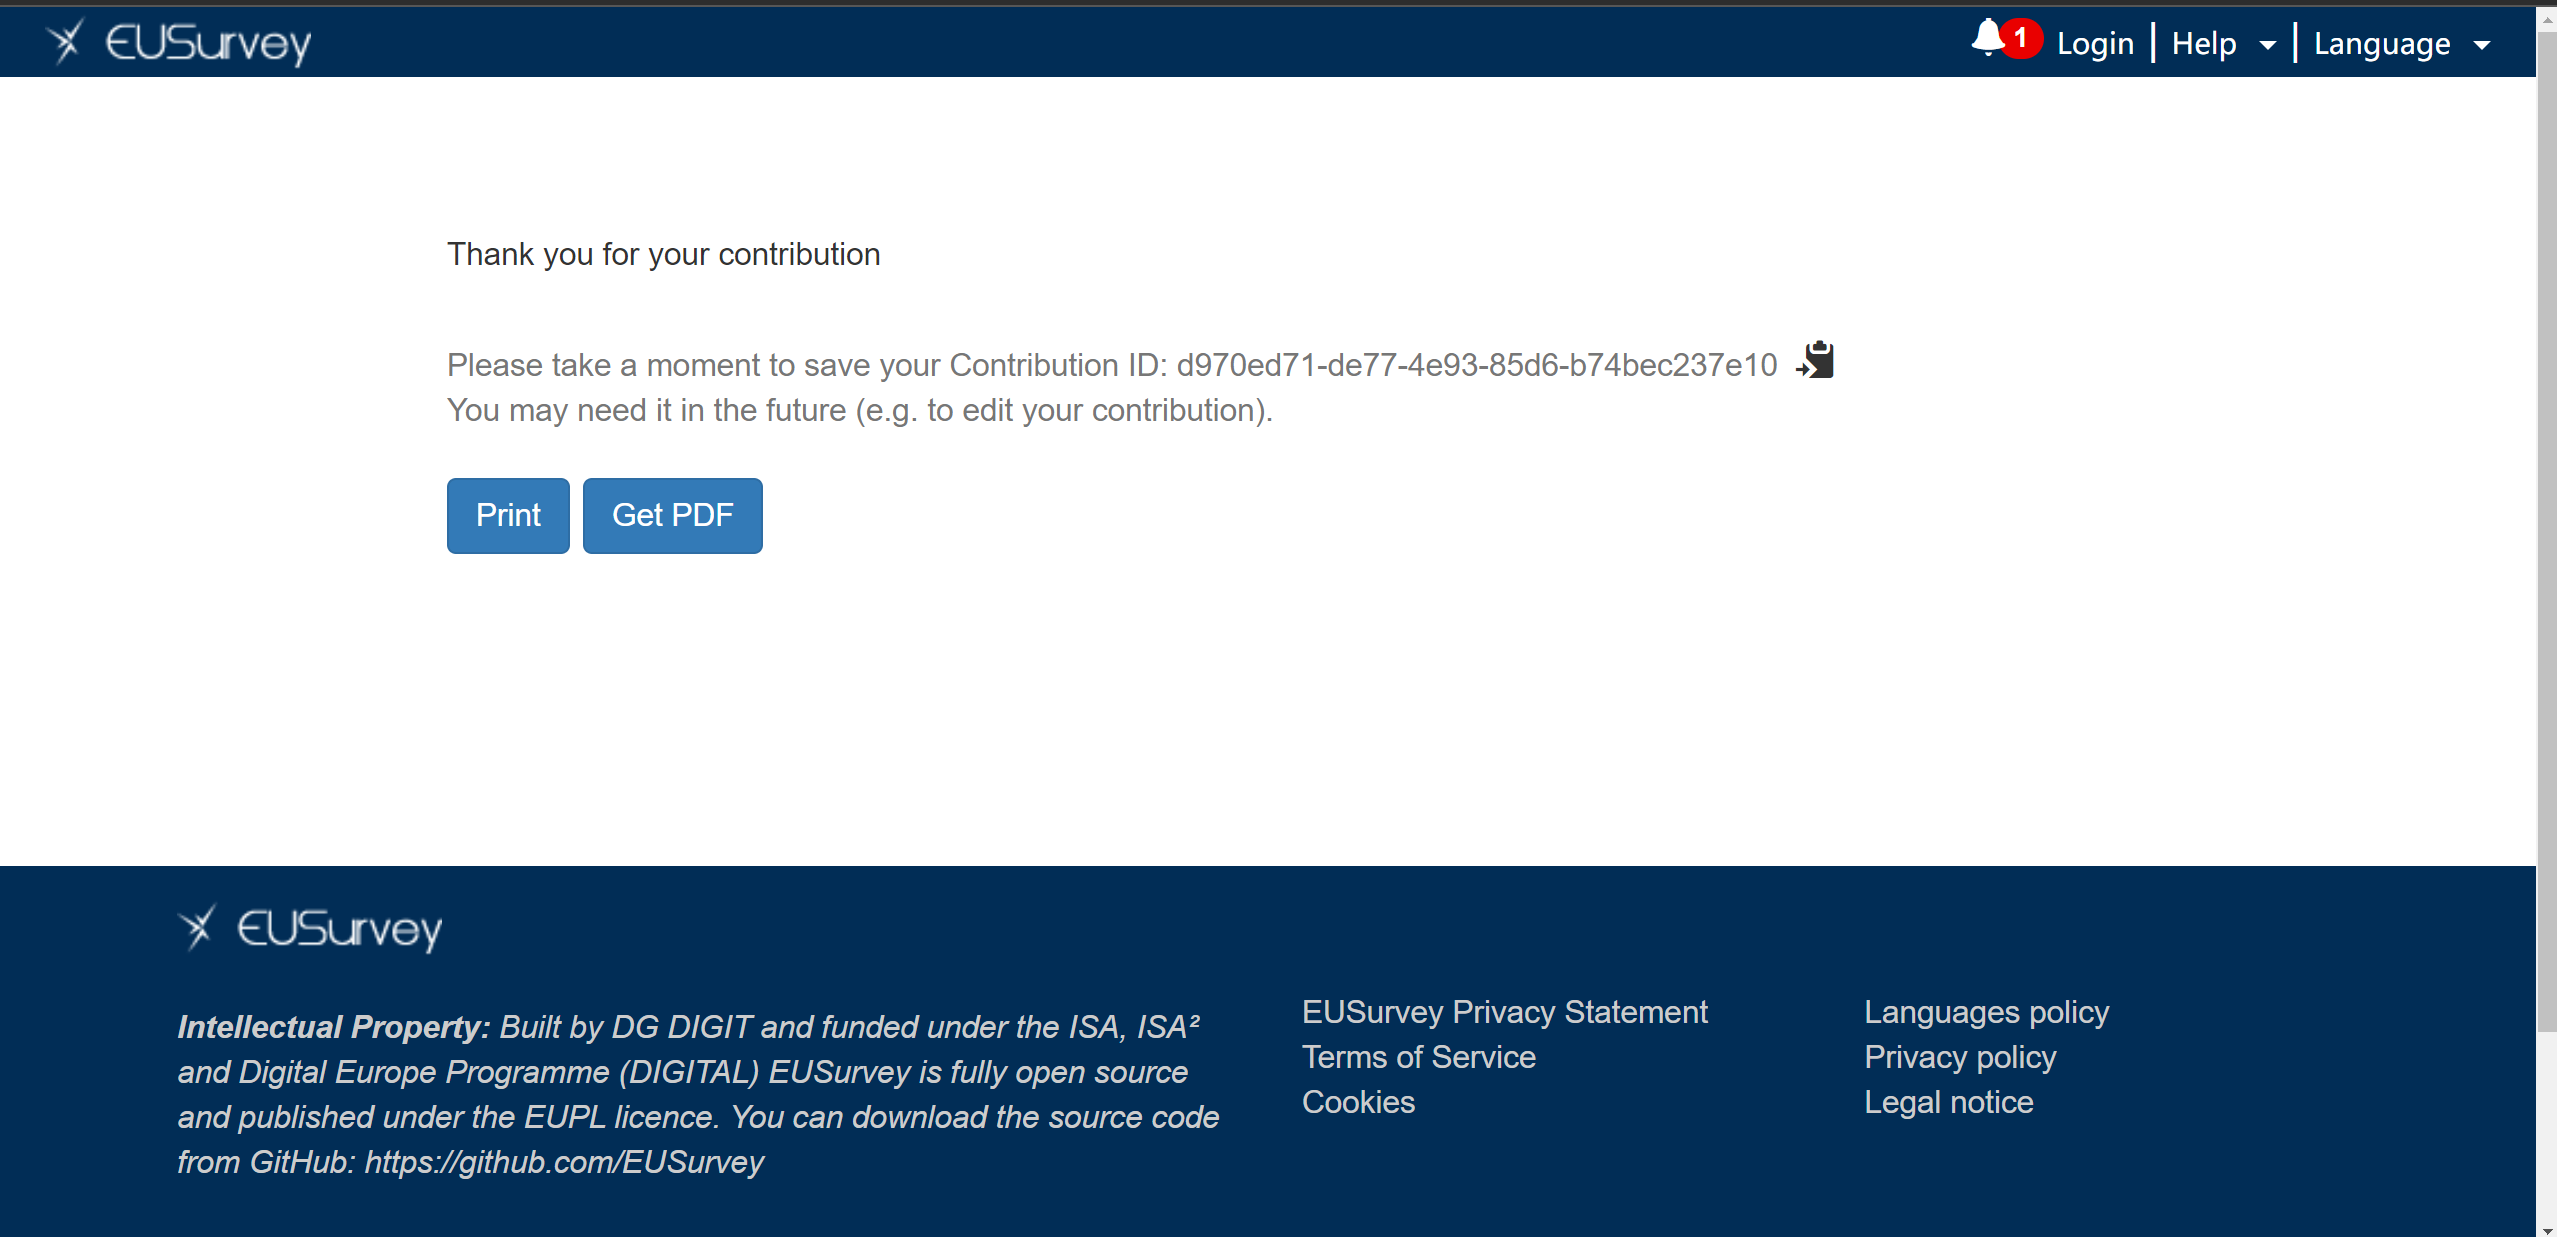 EUSurvey
1 Login | Help | Language
Thank you for your contribution
Please take a moment to save your Contribution ID: d970ed71-de77-4e93-85d6-b74bec237e10
You may need it in the future (e.g. to edit your contribution).
Print Get PDF
EUSurvey
Intellectual Property: Built by DG DIGIT and funded under the ISA, ISA²
and Digital Europe Programme (DIGITAL) EUSurvey is fully open source
and published under the EUPL licence. You can download the source code
from GitHub: https://github.com/EUSurvey
EUSurvey Privacy Statement
Terms of Service
Cookies
Languages policy
Privacy policy
Legal notice